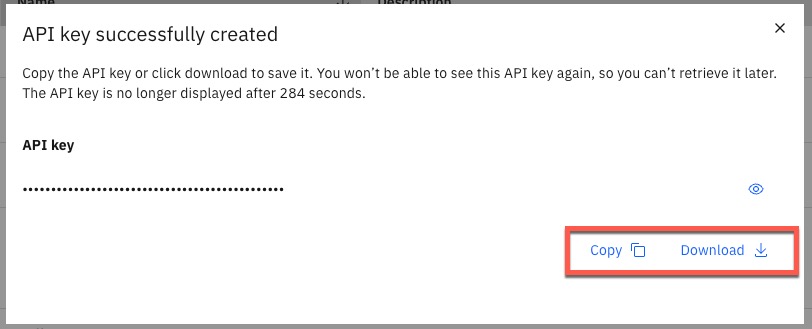 Name
Description
API key successfully created
Copy the API key or click download to save it. You won’t be able to see this API key again, so you can’t retrieve it later.
The API key is no longer displayed after 284 seconds.
API key
••••••••••••••••••••••••••••••••••••••••••••
Copy
Download